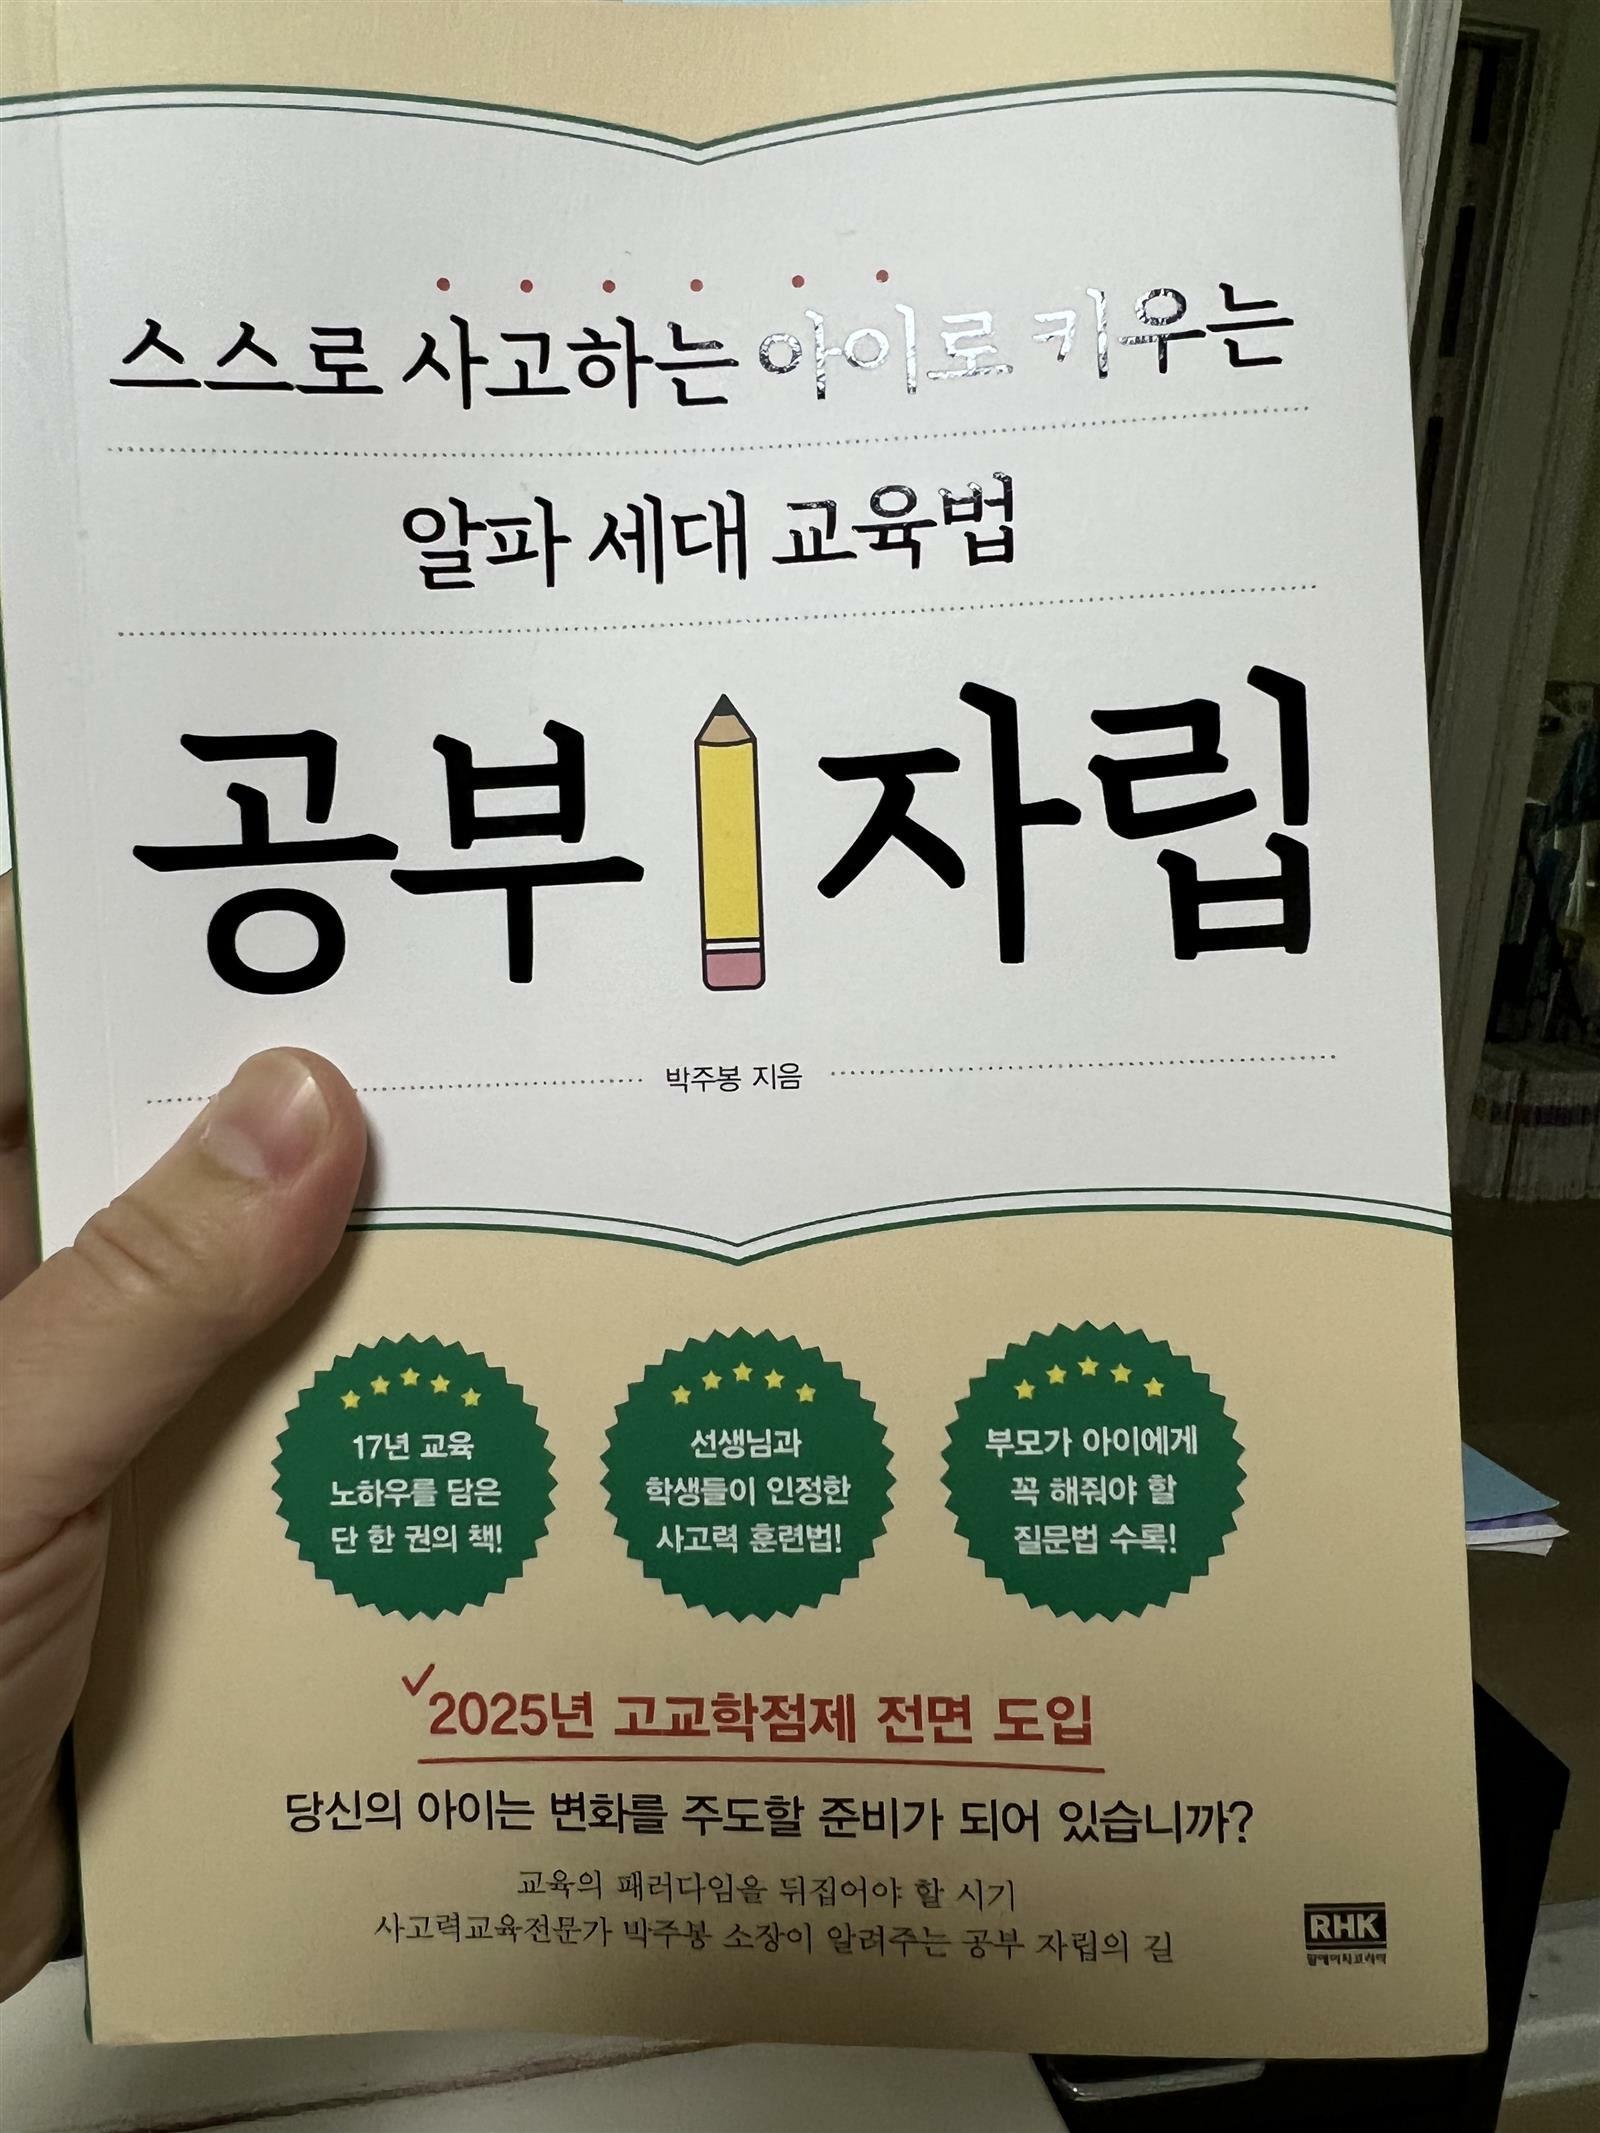 스스로 사고하는 아이로 키우는
알파 세대 교육법
공부 자립
박주봉 지음
17년 교육
노하우를 담은
단 한 권의 책!
선생님과
학생들이 인정한
사고력 훈련법!
부모가 아이에게
꼭 해줘야 할
질문법 수록!
2025년 고교학점제 전면 도입
당신의 아이는 변화를 주도할 준비가 되어 있습니까?
교육의 패러다임을 뒤집어야 할 시기
사고력교육전문가 박주봉 소장이 알려주는 공부 자립의 길
RHK
알에이치코리아